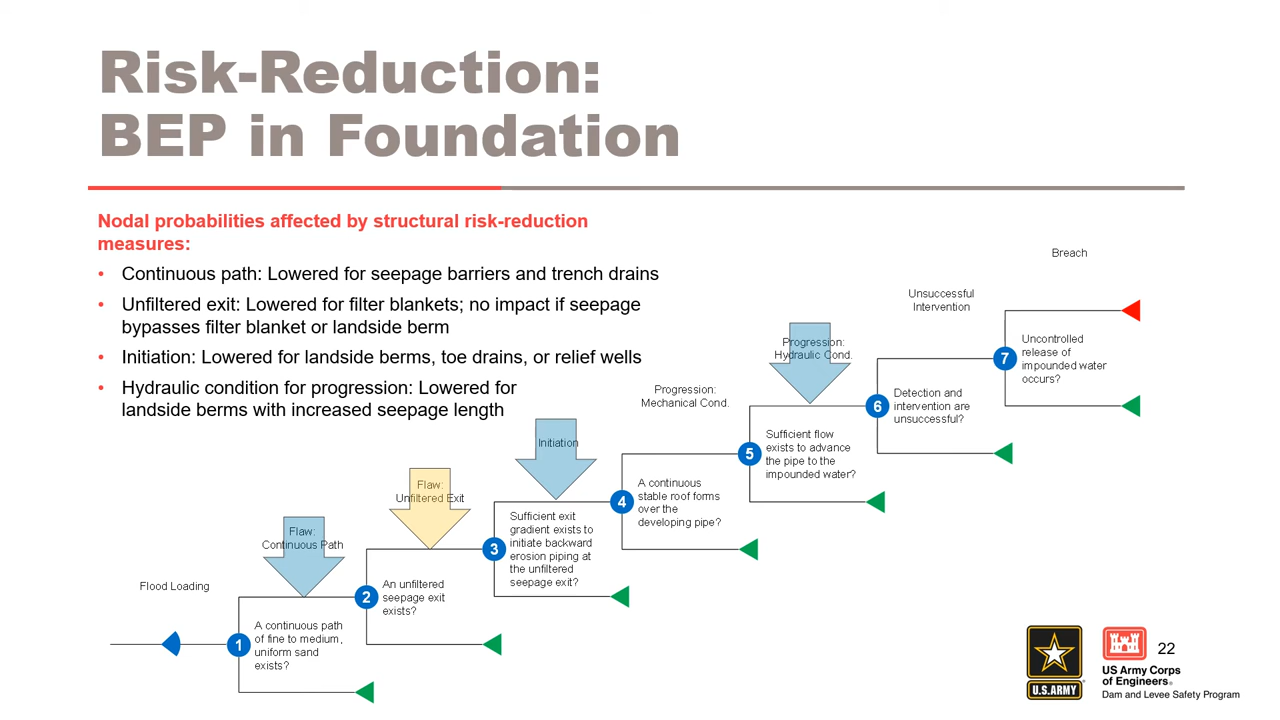 Risk-Reduction:
BEP in Foundation
Nodal probabilities affected by structural risk-reduction
measures:
• Continuous path: Lowered for seepage barriers and trench drains
• Unfiltered exit: Lowered for filter blankets; no impact if seepage
bypasses filter blanket or landside berm
• Initiation: Lowered for landside berms, toe drains, or relief wells
• Hydraulic condition for progression: Lowered for
landside berms with increased seepage length
Flood Loading
1
A continuous path
of fine to medium,
uniform sand
exists?
Flaw:
Continuous Path
2
An unfiltered
seepage exit
exists?
Flaw:
Unfiltered Exit
3
Sufficient exit
gradient exists to
initiate backward
erosion piping at
the unfiltered
seepage exit?
Initiation
4
A continuous
stable roof forms
over the
developing pipe?
Progression:
Mechanical Cond.
5
Sufficient flow
exists to advance
the pipe to the
impounded water?
Progression:
Hydraulic Cond.
6
Detection and
intervention are
unsuccessful?
Unsuccessful
Intervention
7
Uncontrolled
release of
impounded water
occurs?
Breach
U.S.ARMY
US Army Corps
of Engineers®
Dam and Levee Safety Program
22